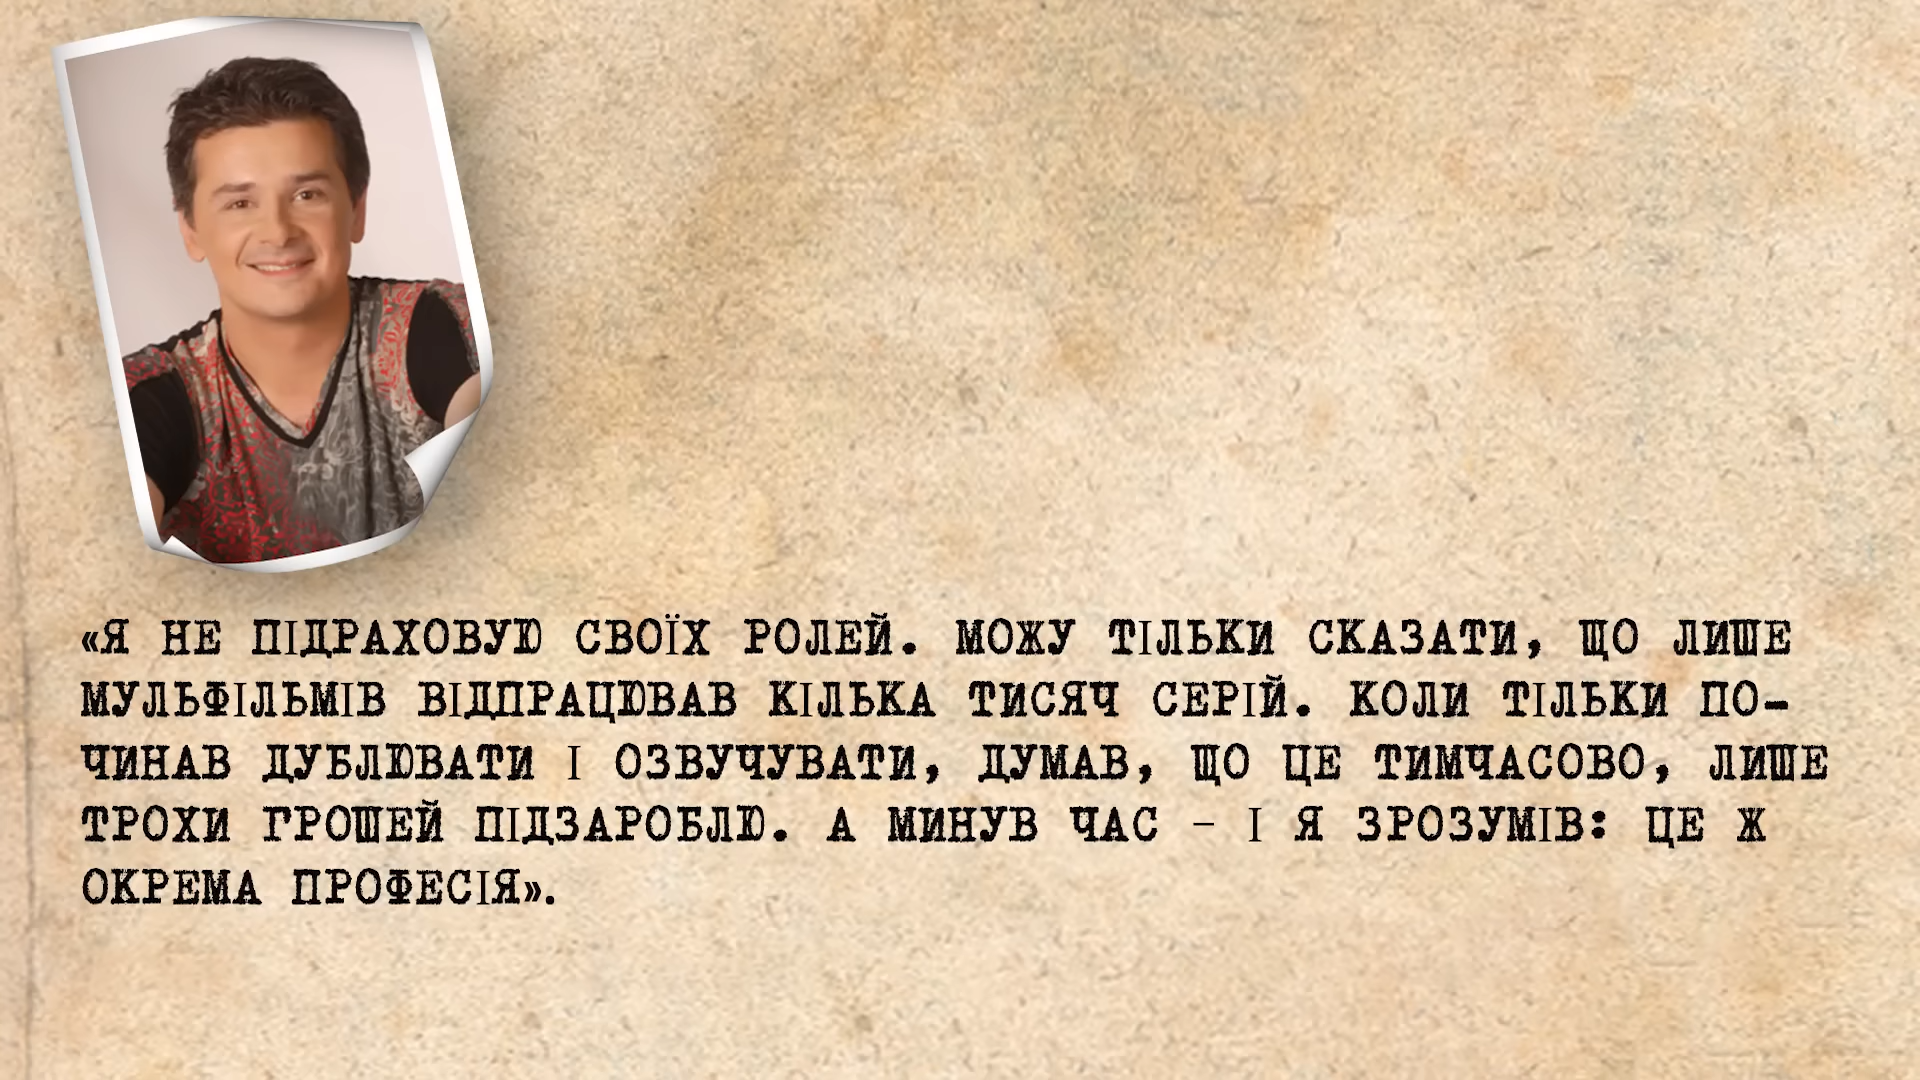 «Я НЕ ПІДРАХОВУЮ СВОЇХ РОЛЕЙ. МОЖУ ТІЛЬКИ СКАЗАТИ, ЩО ЛИШЕ
МУЛЬФІЛЬМІВ ВІДПРАЦЮВАВ КІЛЬКА ТИСЯЧ СЕРІЙ. КОЛИ ТІЛЬКИ ПО-
ЧИНАВ ДУБЛЮВАТИ І ОЗВУЧУВАТИ, ДУМАВ, ЩО ЦЕ ТИМЧАСОВО, ЛИШЕ
ТРОХИ ГРОШЕЙ ПІДЗАРОБЛЮ. А МИНУВ ЧАС – І Я ЗРОЗУМІВ: ЦЕ Ж
ОКРЕМА ПРОФЕСІЯ».